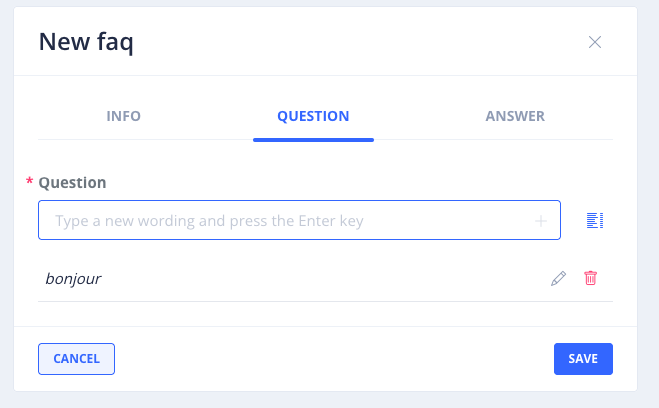 New faq
INFO QUESTION ANSWER
* Question
Type a new wording and press the Enter key
bonjour
CANCEL SAVE